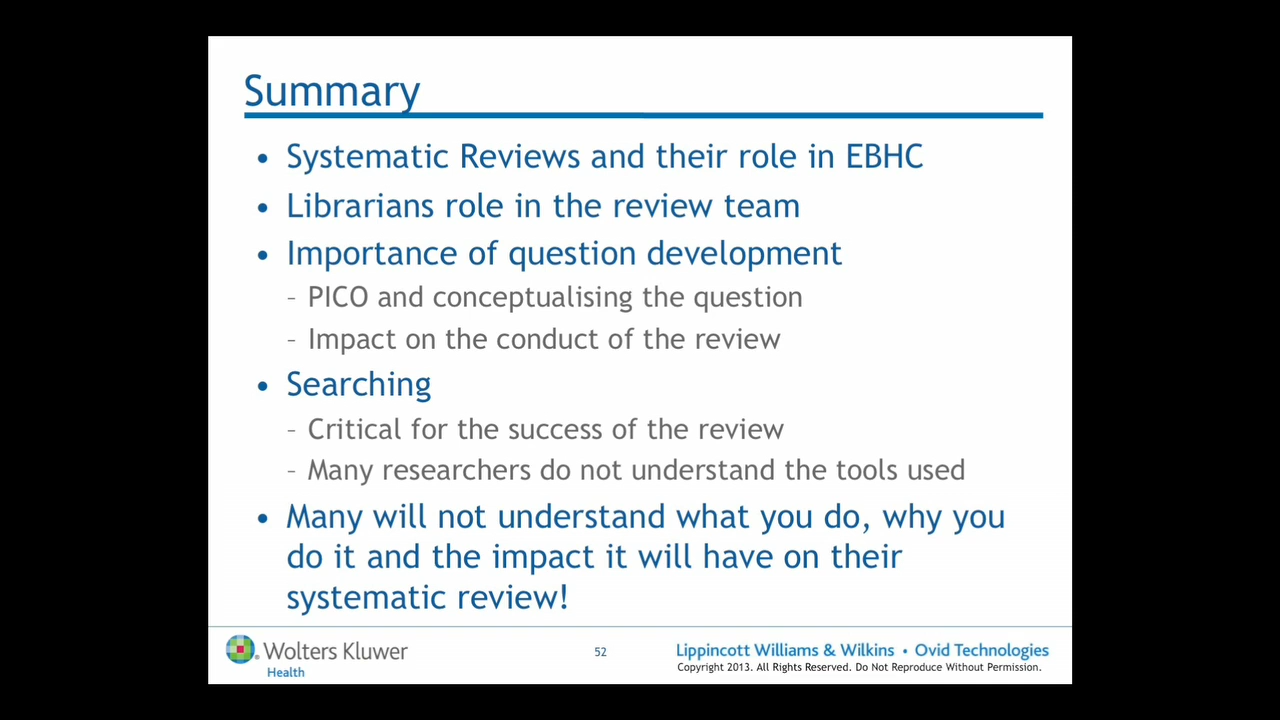 Summary
• Systematic Reviews and their role in EBHC
• Librarians role in the review team
• Importance of question development
– PICO and conceptualising the question
– Impact on the conduct of the review
• Searching
– Critical for the success of the review
– Many researchers do not understand the tools used
• Many will not understand what you do, why you
do it and the impact it will have on their
systematic review!
Wolters Kluwer
Health
52
Lippincott Williams & Wilkins • Ovid Technologies
Copyright 2013. All Rights Reserved. Do Not Reproduce Without Permission.